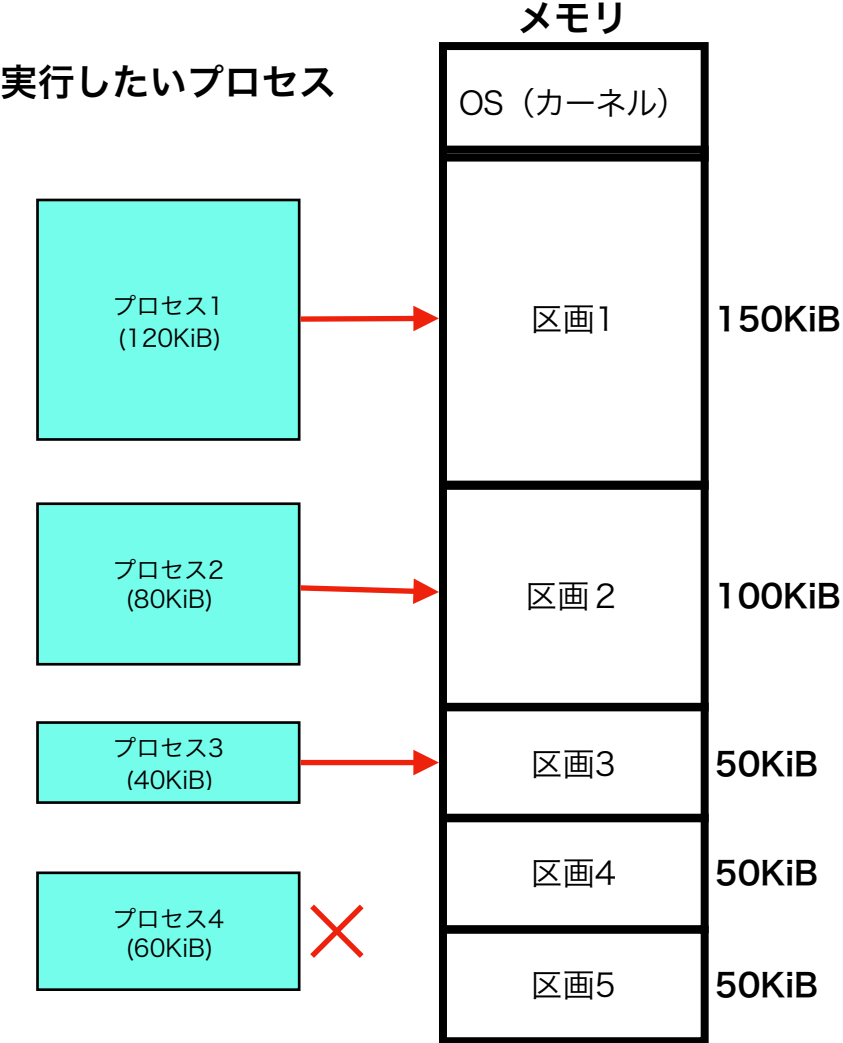 メモリ
実行したいプロセス
OS（カーネル）
プロセス1
(120KiB)
区画1
150KiB
プロセス2
(80KiB)
区画２
100KiB
プロセス3
(40KiB)
区画3
50KiB
区画4
50KiB
プロセス4
(60KiB)
区画5
50KiB